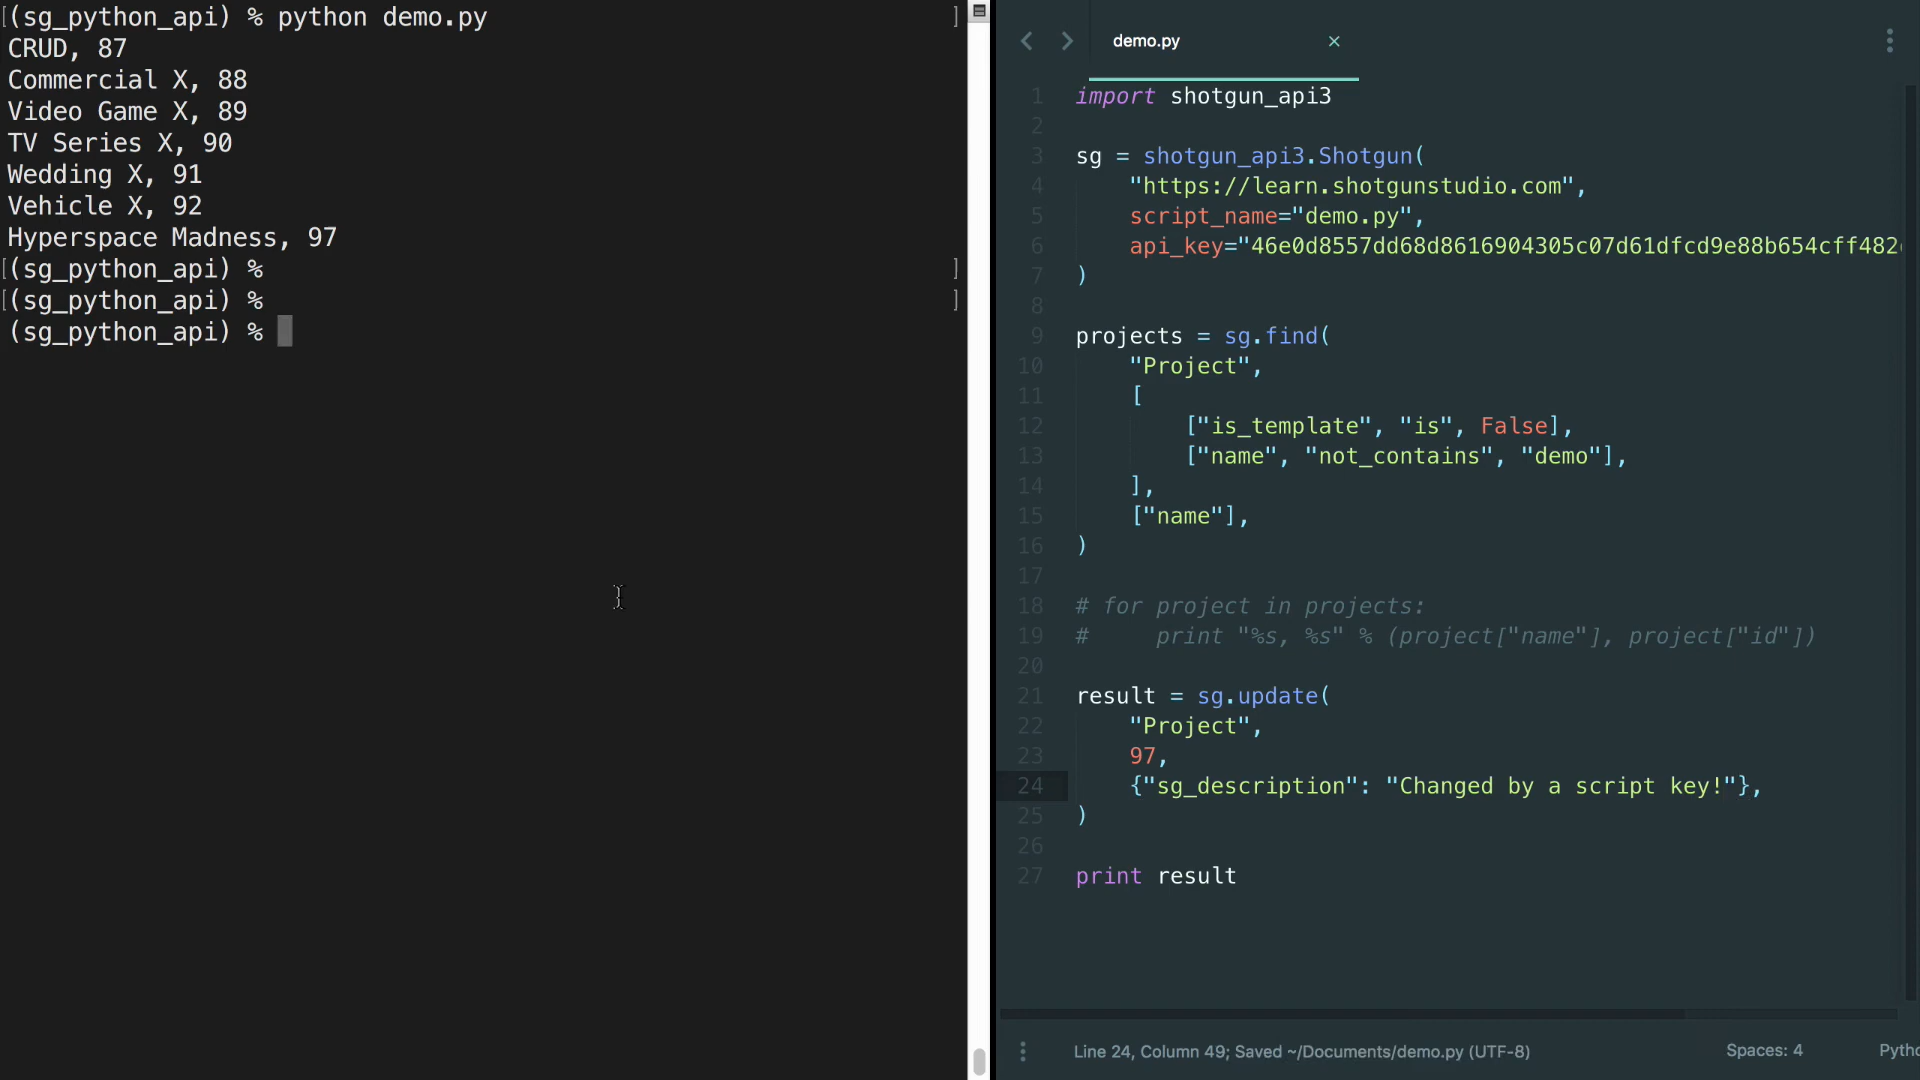 [(sg_python_api) % python demo.py ]
CRUD, 87
Commercial X, 88
Video Game X, 89
TV Series X, 90
Wedding X, 91
Vehicle X, 92
Hyperspace Madness, 97
[(sg_python_api) % ]
[(sg_python_api) % ]
(sg_python_api) %
demo.py ×
1 import shotgun_api3
2
3 sg = shotgun_api3.Shotgun(
4 "https://learn.shotgunstudio.com",
5 script_name="demo.py",
6 api_key="46e0d8557dd68d8616904305c07d61dfcd9e88b654cff482
7 )
8
9 projects = sg.find(
10 "Project",
11 [
12 ["is_template", "is", False],
13 ["name", "not_contains", "demo"],
14 ],
15 ["name"],
16 )
17
18 # for project in projects:
19 # print "%s, %s" % (project["name"], project["id"])
20
21 result = sg.update(
22 "Project",
23 97,
24 {"sg_description": "Changed by a script key!"},
25 )
26
27 print result
Line 24, Column 49; Saved ~/Documents/demo.py (UTF-8) Spaces: 4 Pytho